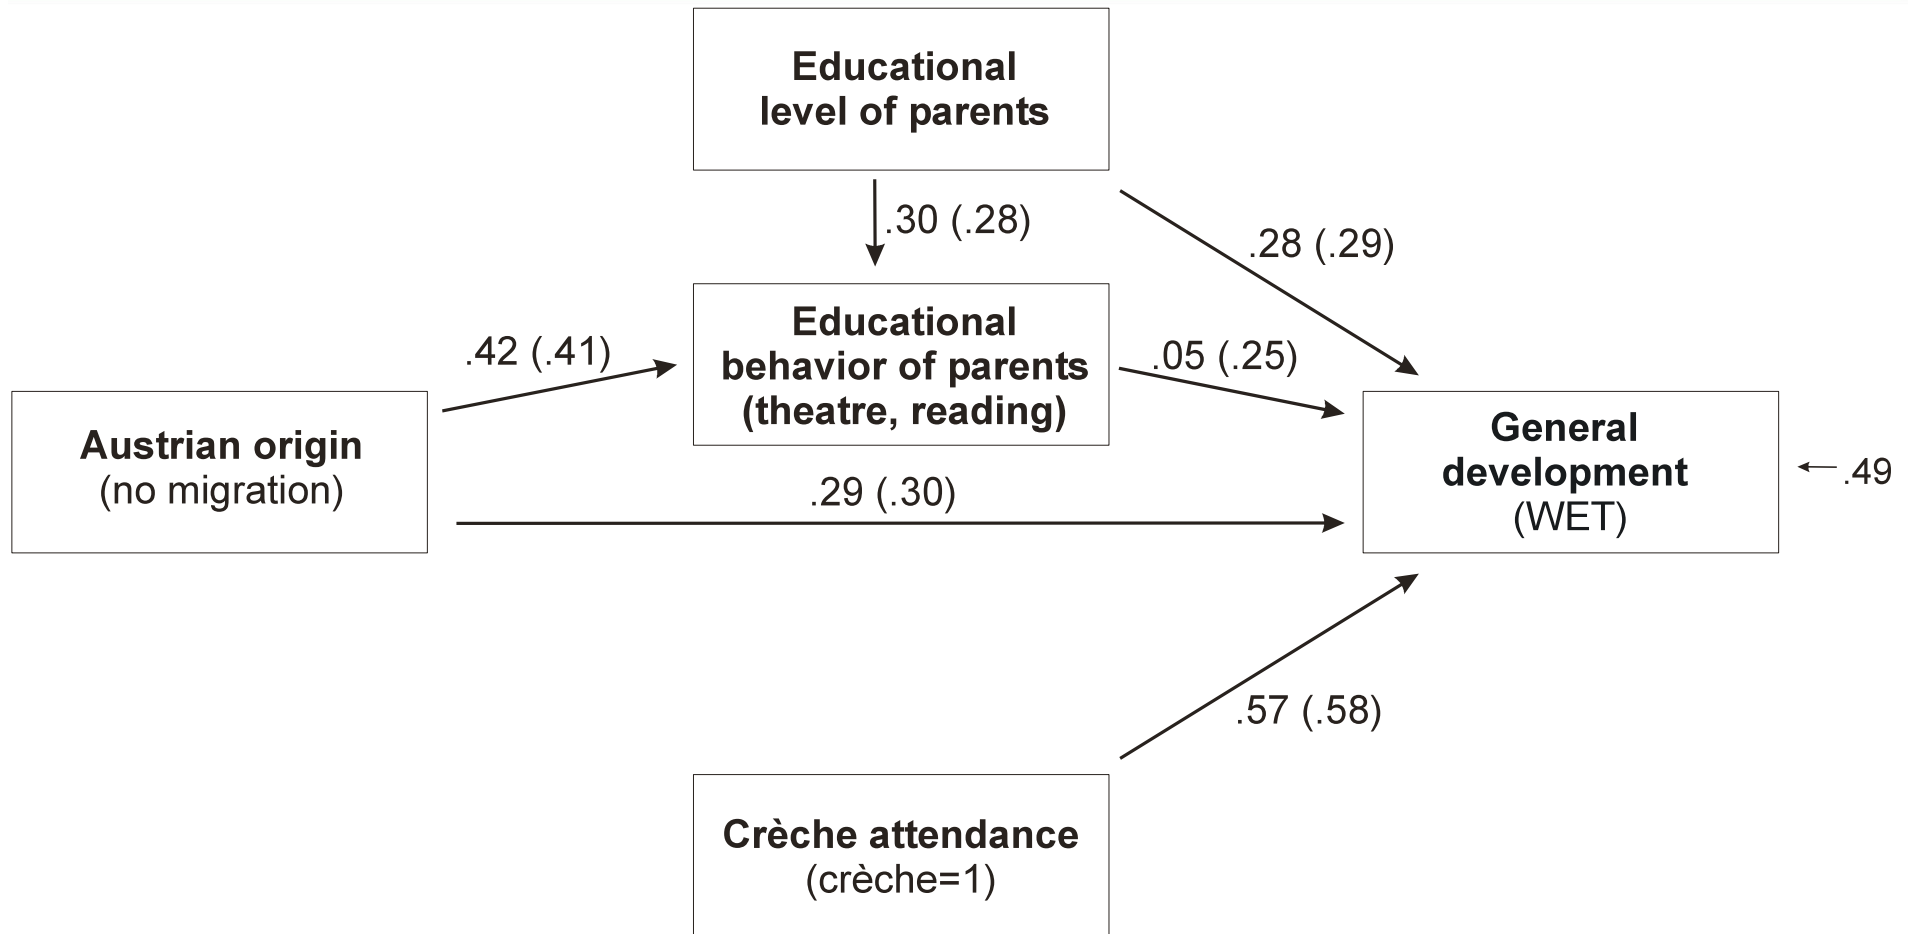 Educational
level of parents
.30 (.28)
.28 (.29)
Educational
behavior of parents
(theatre, reading)
.42 (.41)
.05 (.25)
Austrian origin
(no migration)
.29 (.30)
General
development
(WET)
.49
.57 (.58)
Crèche attendance
(crèche=1)